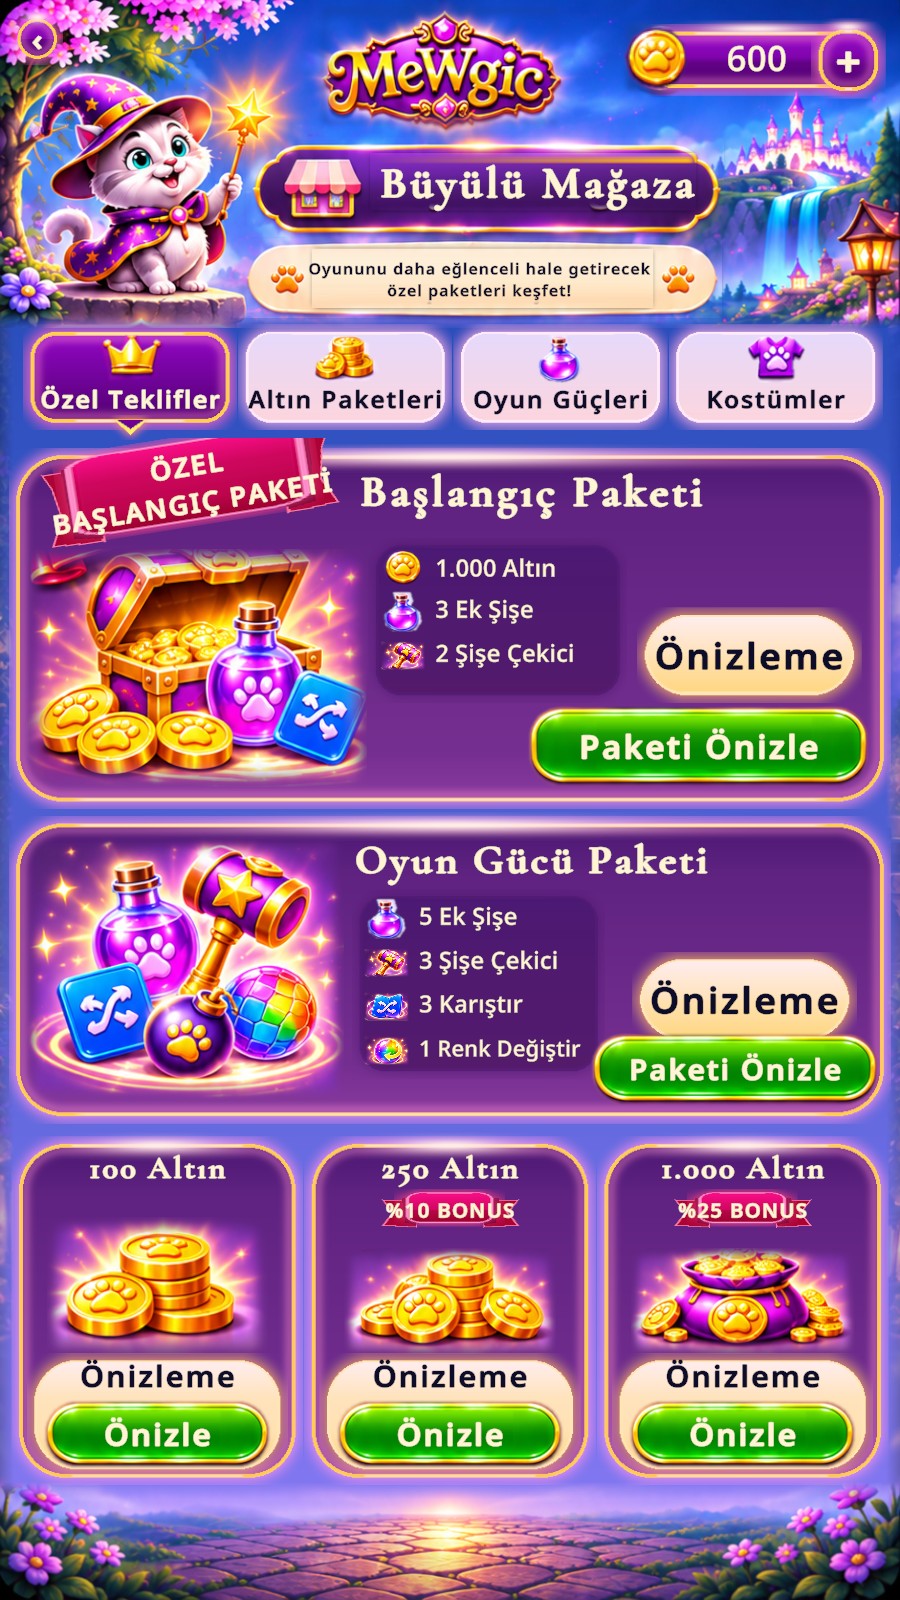 MeWgic
600
Büyülü Mağaza
Oyununu daha eğlenceli hale getirecek
özel paketleri keşfet!
Özel Teklifler
Altın Paketleri
Oyun Güçleri
Kostümler
ÖZEL
BAŞLANGIÇ PAKETİ
Başlangıç Paketi
1.000 Altın
3 Ek Şişe
2 Şişe Çekici
Önizleme
Paketi Önizle
Oyun Gücü Paketi
5 Ek Şişe
3 Şişe Çekici
3 Karıştır
1 Renk Değiştir
Önizleme
Paketi Önizle
100 Altın
Önizleme
Önizle
250 Altın
%10 BONUS
Önizleme
Önizle
1.000 Altın
%25 BONUS
Önizleme
Önizle